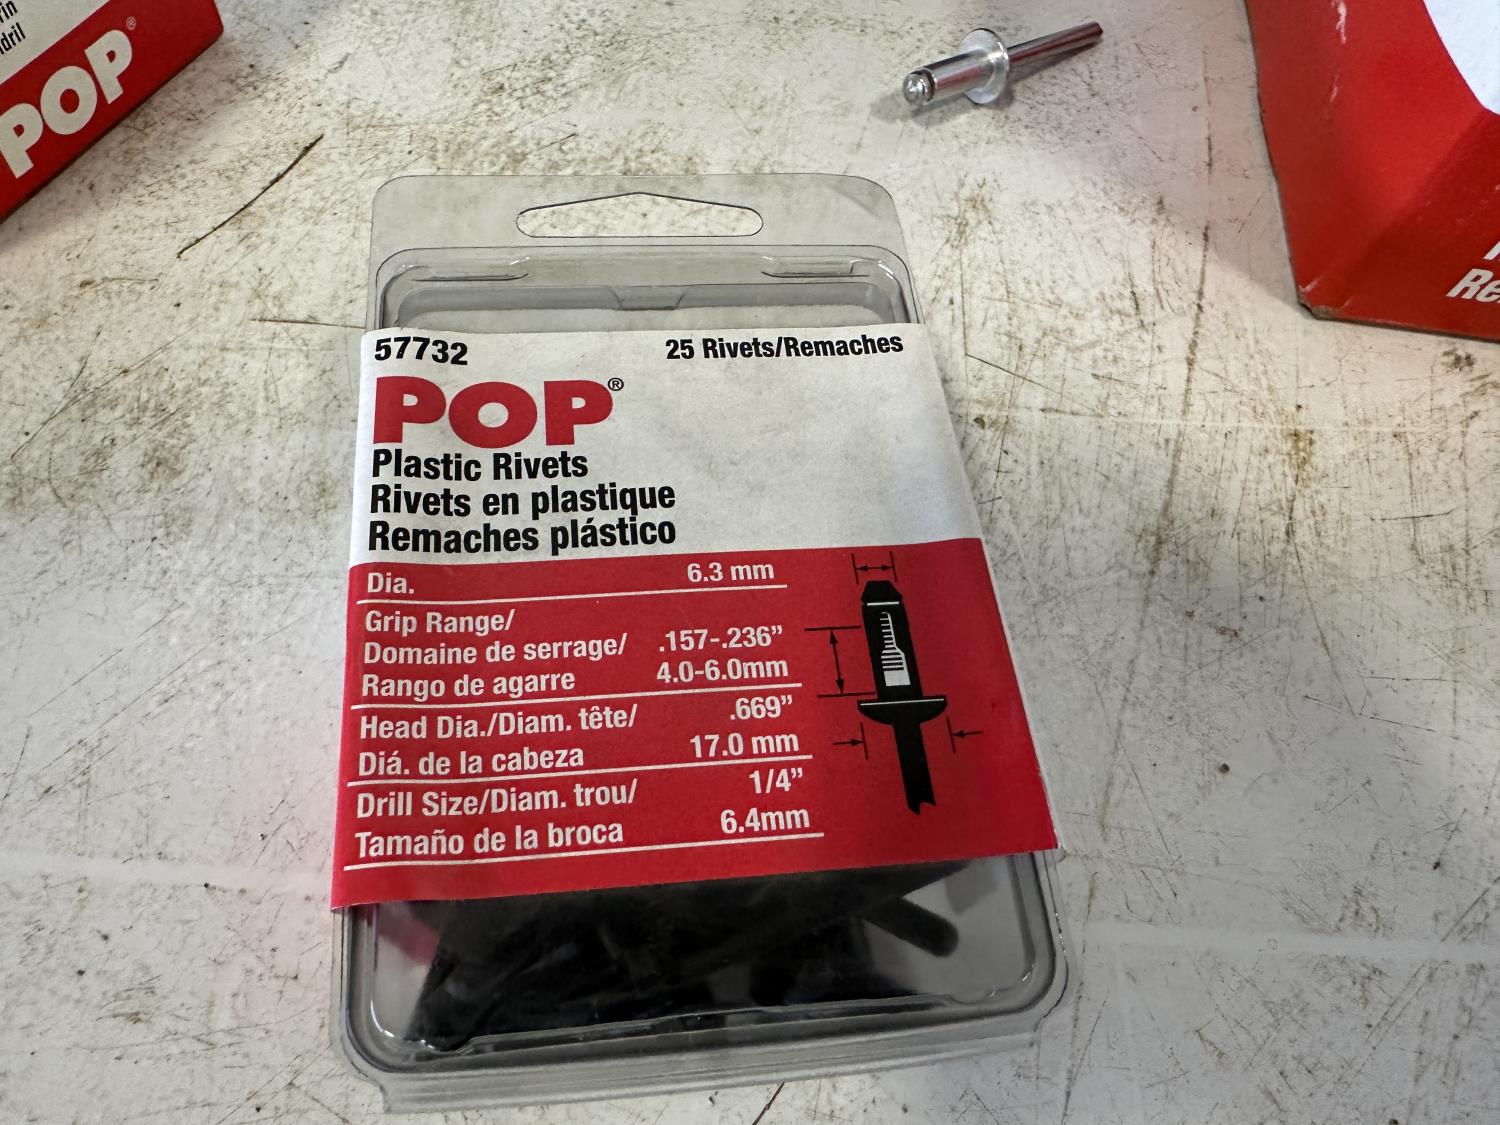 POP®
57732
25 Rivets/Remaches
POP®
Plastic Rivets
Rivets en plastique
Remaches plástico
Dia. 6.3 mm
Grip Range/
Domaine de serrage/ .157-.236”
Rango de agarre 4.0-6.0mm
Head Dia./Diam. tête/ .669”
Diá. de la cabeza 17.0 mm
Drill Size/Diam. trou/ 1/4”
Tamaño de la broca 6.4mm